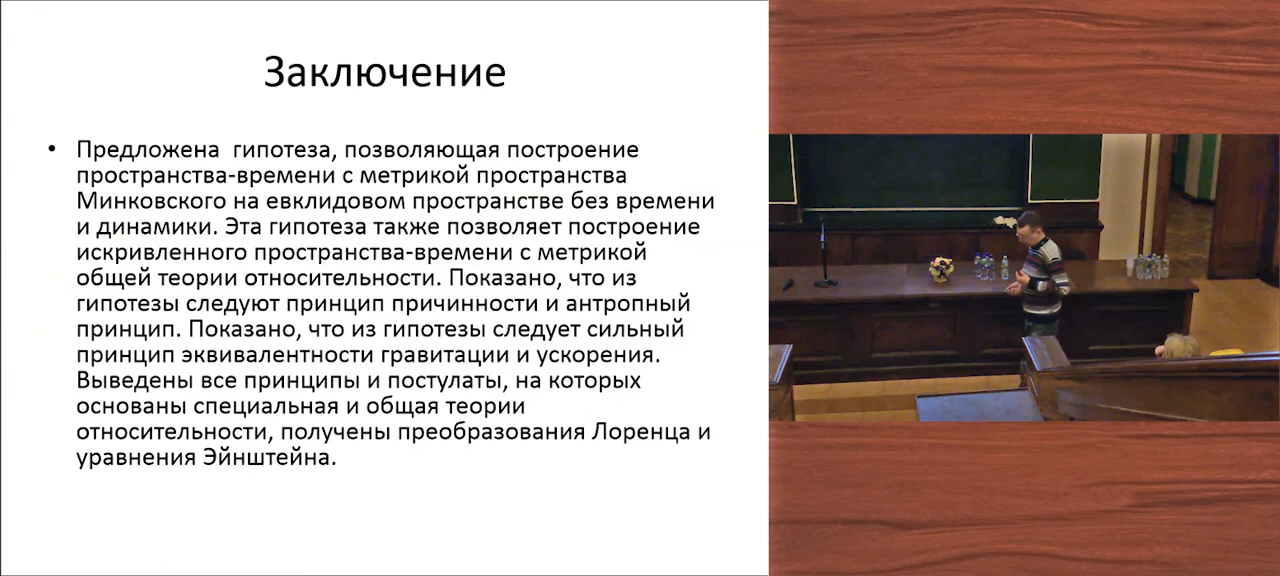 Заключение
• Предложена гипотеза, позволяющая построение
пространства-времени с метрикой пространства
Минковского на евклидовом пространстве без времени
и динамики. Эта гипотеза также позволяет построение
искривленного пространства-времени с метрикой
общей теории относительности. Показано, что из
гипотезы следуют принцип причинности и антропный
принцип. Показано, что из гипотезы следует сильный
принцип эквивалентности гравитации и ускорения.
Выведены все принципы и постулаты, на которых
основаны специальная и общая теории
относительности, получены преобразования Лоренца и
уравнения Эйнштейна.